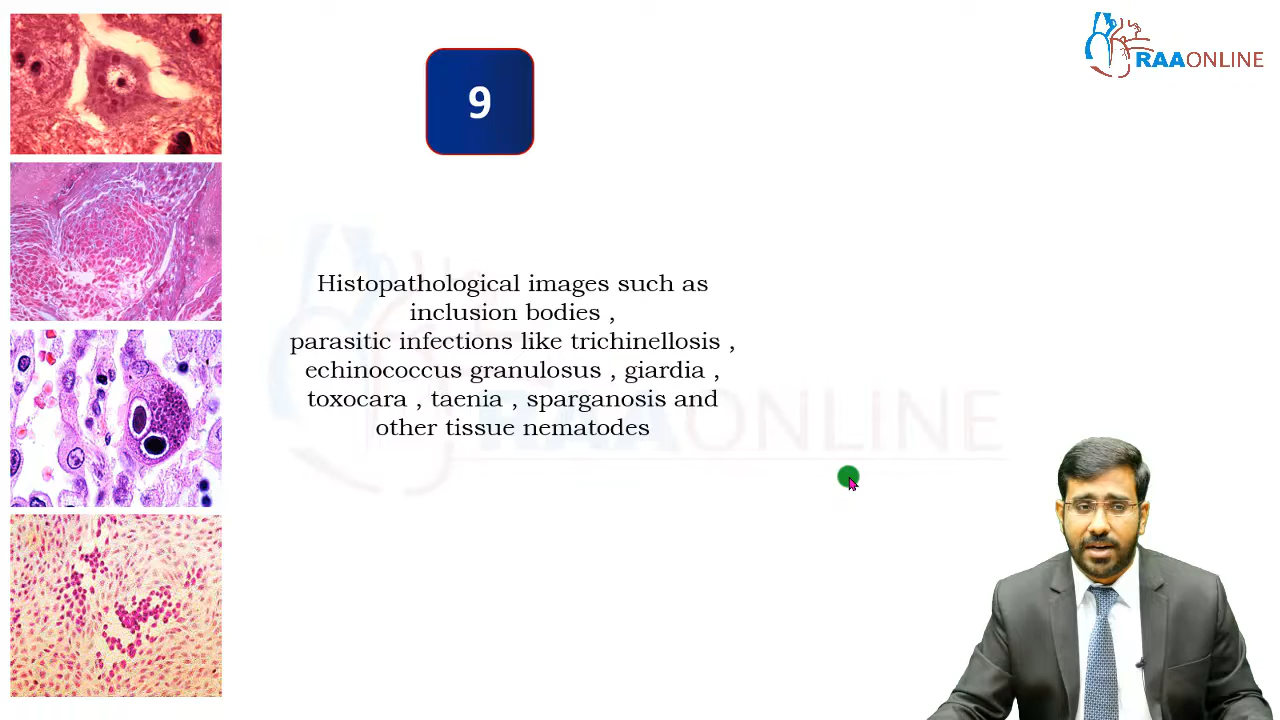 RAAONLINE
9
Histopathological images such as
inclusion bodies ,
parasitic infections like trichinellosis ,
echinococcus granulosus , giardia ,
toxocara , taenia , sparganosis and
other tissue nematodes
RAAONLINE